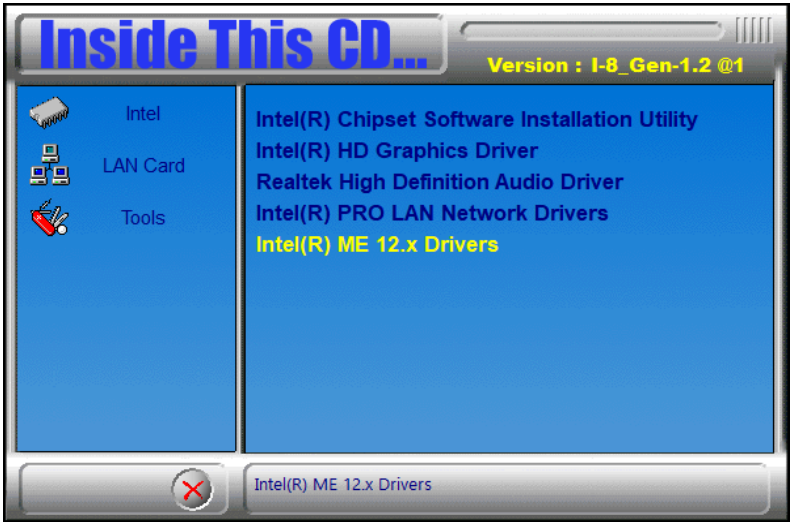 Inside This CD...
Version : I-8_Gen-1.2 @1
Intel
LAN Card
Tools
Intel(R) Chipset Software Installation Utility
Intel(R) HD Graphics Driver
Realtek High Definition Audio Driver
Intel(R) PRO LAN Network Drivers
Intel(R) ME 12.x Drivers
Intel(R) ME 12.x Drivers